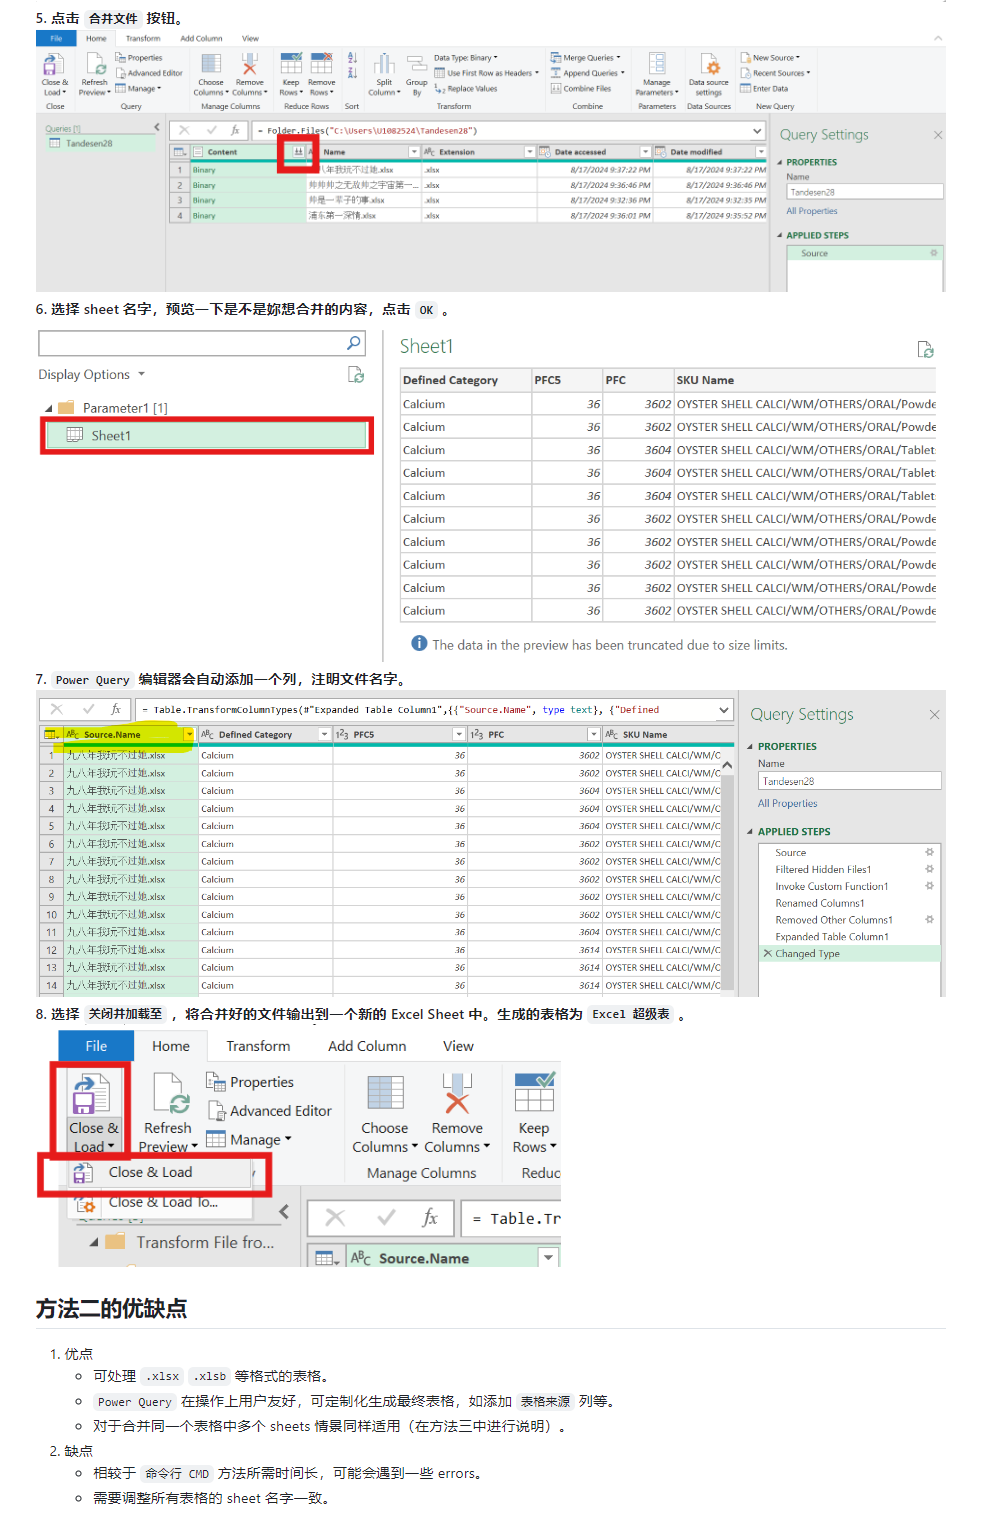 5. 点击 合并文件 按钮。
File Home Transform Add Column View
Close & Load Refresh Preview Properties Advanced Editor Manage Choose Columns Remove Columns Keep Rows Remove Rows Split Column Group By Data Type: Binary Use First Row as Headers Replace Values Merge Queries Append Queries Combine Files Manage Parameters Data source settings New Source Recent Sources Enter Data
Close Query Manage Columns Reduce Rows Sort Transform Combine Parameters Data Sources New Query
Queries [1]
Tandesen28
= Folder.Files("C:\Users\U1082524\Tandesen28")
Content Name Extension Date accessed Date modified
1 Binary 八年我玩不过她.xlsx .xlsx 8/17/2024 9:37:22 PM 8/17/2024 9:37:22 PM
2 Binary 帅帅帅之无敌帅之宇宙第一... .xlsx 8/17/2024 9:36:46 PM 8/17/2024 9:36:46 PM
3 Binary 帅是一辈子的事.xlsx .xlsx 8/17/2024 9:32:36 PM 8/17/2024 9:32:35 PM
4 Binary 浦东第一深情.xlsx .xlsx 8/17/2024 9:36:01 PM 8/17/2024 9:35:52 PM
Query Settings
PROPERTIES
Name
Tandesen28
All Properties
APPLIED STEPS
Source
6. 选择 sheet 名字，预览一下是不是妳想合并的内容，点击 OK 。
Display Options
Parameter1 [1]
Sheet1
Sheet1
Defined Category PFC5 PFC SKU Name
Calcium 36 3602 OYSTER SHELL CALCI/WM/OTHERS/ORAL/Powde
Calcium 36 3602 OYSTER SHELL CALCI/WM/OTHERS/ORAL/Powde
Calcium 36 3604 OYSTER SHELL CALCI/WM/OTHERS/ORAL/Tablet
Calcium 36 3604 OYSTER SHELL CALCI/WM/OTHERS/ORAL/Tablet
Calcium 36 3604 OYSTER SHELL CALCI/WM/OTHERS/ORAL/Tablet
Calcium 36 3602 OYSTER SHELL CALCI/WM/OTHERS/ORAL/Powde
Calcium 36 3602 OYSTER SHELL CALCI/WM/OTHERS/ORAL/Powde
Calcium 36 3602 OYSTER SHELL CALCI/WM/OTHERS/ORAL/Powde
Calcium 36 3602 OYSTER SHELL CALCI/WM/OTHERS/ORAL/Powde
Calcium 36 3602 OYSTER SHELL CALCI/WM/OTHERS/ORAL/Powde
The data in the preview has been truncated due to size limits.
7. Power Query 编辑器会自动添加一个列，注明文件名字。
= Table.TransformColumnTypes(#"Expanded Table Column1",{{"Source.Name", type text}, {"Defined
Source.Name Defined Category PFC5 PFC SKU Name
1 九八年我玩不过她.xlsx Calcium 36 3602 OYSTER SHELL CALCI/WM/O
2 九八年我玩不过她.xlsx Calcium 36 3602 OYSTER SHELL CALCI/WM/C
3 九八年我玩不过她.xlsx Calcium 36 3604 OYSTER SHELL CALCI/WM/C
4 九八年我玩不过她.xlsx Calcium 36 3604 OYSTER SHELL CALCI/WM/C
5 九八年我玩不过她.xlsx Calcium 36 3604 OYSTER SHELL CALCI/WM/C
6 九八年我玩不过她.xlsx Calcium 36 3602 OYSTER SHELL CALCI/WM/C
7 九八年我玩不过她.xlsx Calcium 36 3602 OYSTER SHELL CALCI/WM/C
8 九八年我玩不过她.xlsx Calcium 36 3602 OYSTER SHELL CALCI/WM/C
9 九八年我玩不过她.xlsx Calcium 36 3602 OYSTER SHELL CALCI/WM/C
10 九八年我玩不过她.xlsx Calcium 36 3602 OYSTER SHELL CALCI/WM/C
11 九八年我玩不过她.xlsx Calcium 36 3604 OYSTER SHELL CALCI/WM/C
12 九八年我玩不过她.xlsx Calcium 36 3614 OYSTER SHELL CALCI/WM/C
13 九八年我玩不过她.xlsx Calcium 36 3614 OYSTER SHELL CALCI/WM/C
14 九八年我玩不过她.xlsx Calcium 36 3614 OYSTER SHELL CALCI/WM/C
Query Settings
PROPERTIES
Name
Tandesen28
All Properties
APPLIED STEPS
Source
Filtered Hidden Files1
Invoke Custom Function1
Renamed Columns1
Removed Other Columns1
Expanded Table Column1
Changed Type
8. 选择 关闭并加载至 ，将合并好的文件输出到一个新的 Excel Sheet 中。生成的表格为 Excel 超级表 。
File Home Transform Add Column View
Close & Load Refresh Preview Properties Advanced Editor Manage Choose Columns Remove Columns Keep Rows
Manage Columns Reduc
Close & Load
Close & Load To...
= Table.Tr
Transform File fro...
Source.Name
方法二的优缺点
1. 优点
可处理 .xlsx .xlsb 等格式的表格。
Power Query 在操作上用户友好，可定制化生成最终表格，如添加 表格来源 列等。
对于合并同一个表格中多个 sheets 情景同样适用（在方法三中进行说明）。
2. 缺点
相较于 命令行 CMD 方法所需时间长，可能会遇到一些 errors。
需要调整所有表格的 sheet 名字一致。